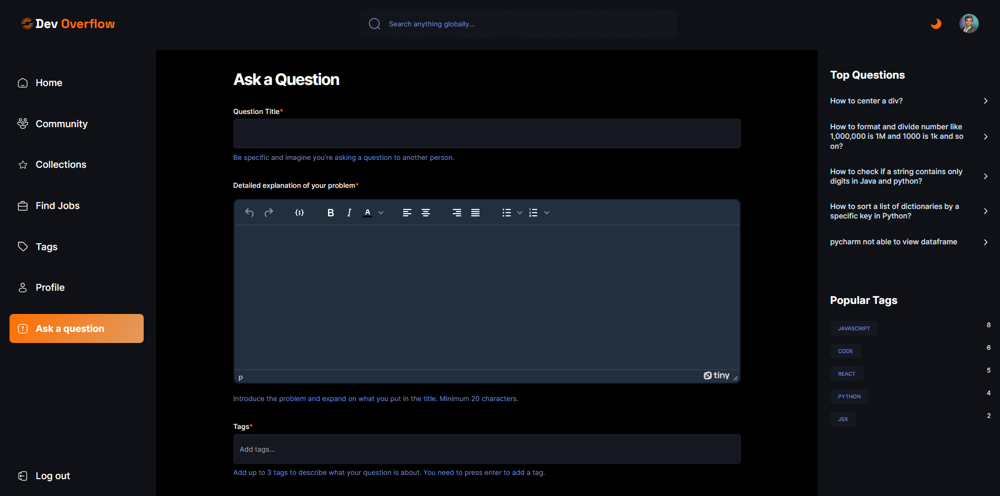 Dev Overflow
Search anything globally...
Home
Community
Collections
Find Jobs
Tags
Profile
Ask a question
Log out
Ask a Question
Question Title*
Be specific and imagine you're asking a question to another person.
Detailed explanation of your problem*
B I A
p
tiny
Introduce the problem and expand on what you put in the title. Minimum 20 characters.
Tags*
Add tags...
Add up to 3 tags to describe what your question is about. You need to press enter to add a tag.
Top Questions
How to center a div?
How to format and divide number like
1,000,000 is 1M and 1000 is 1k and so
on?
How to check if a string contains only
digits in Java and python?
How to sort a list of dictionaries by a
specific key in Python?
pycharm not able to view dataframe
Popular Tags
JAVASCRIPT 8
CODE 6
REACT 5
PYTHON 4
JSX 2